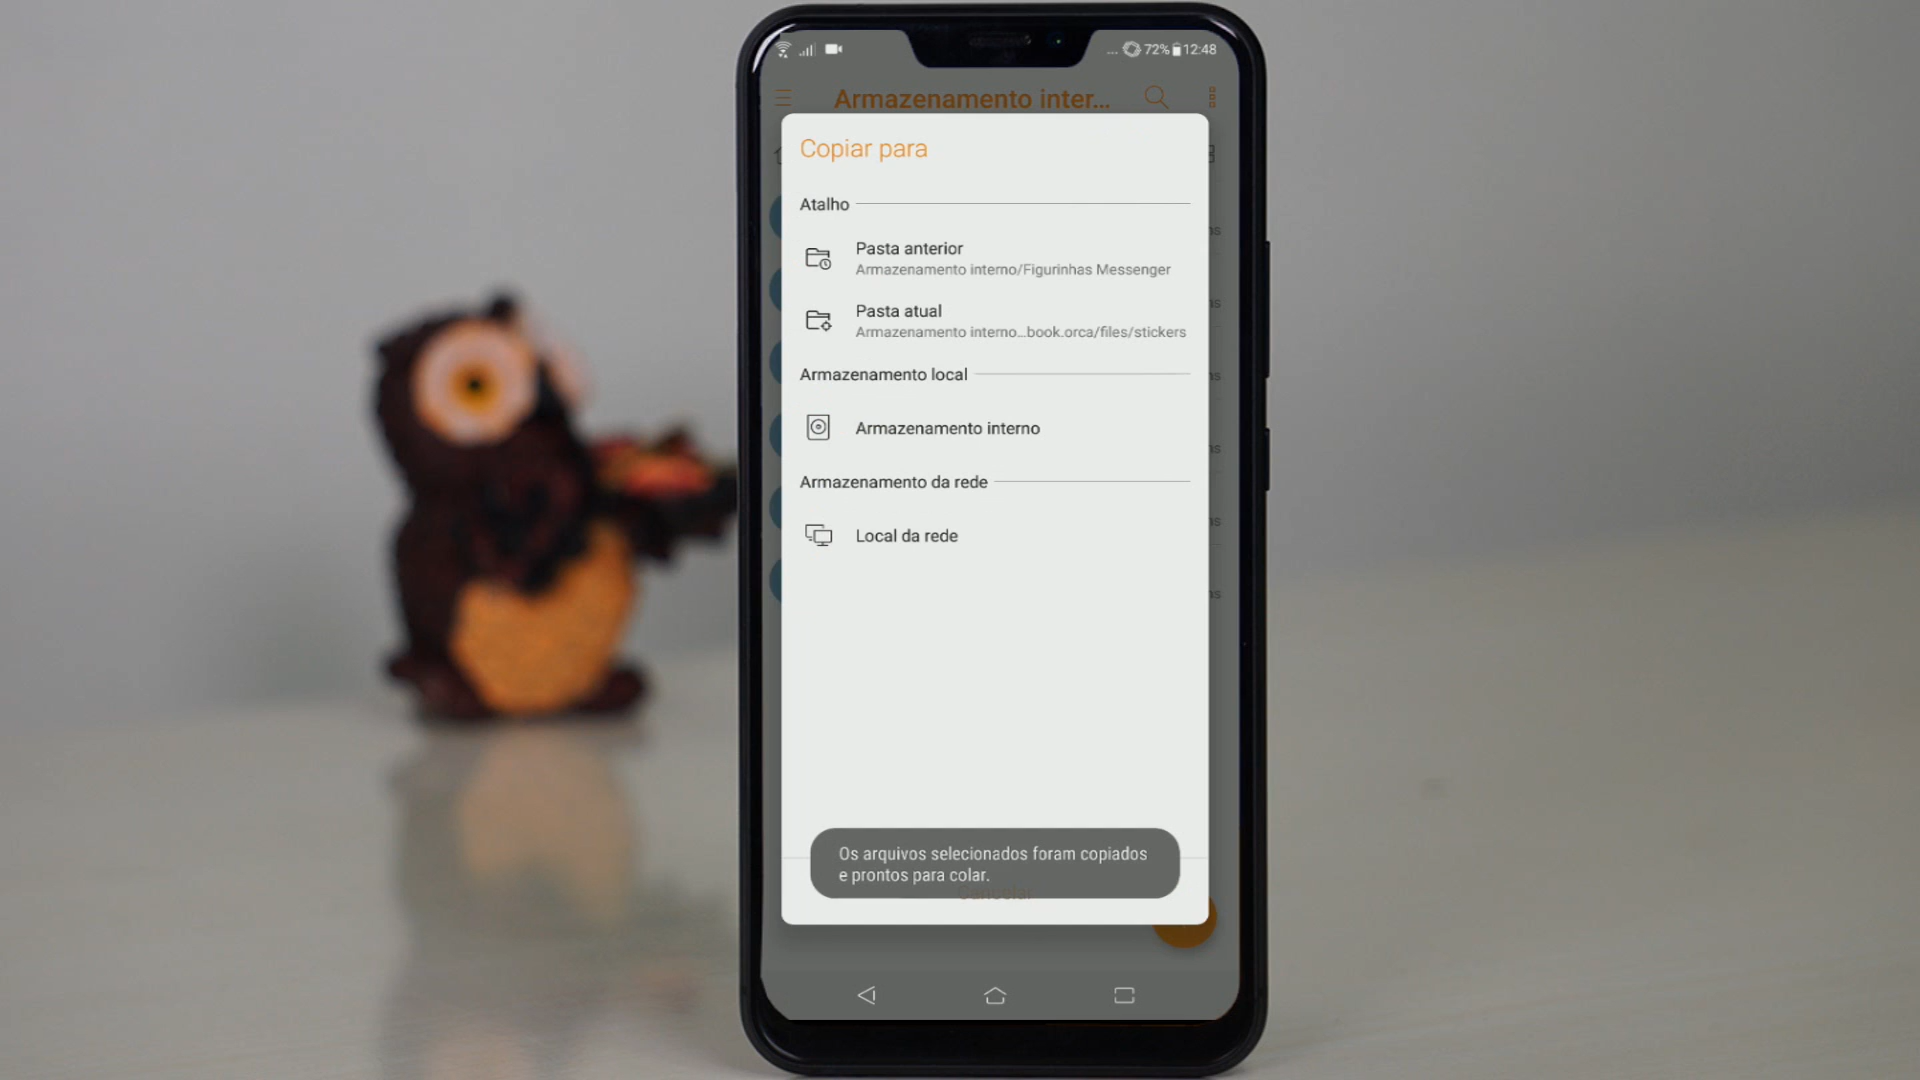 ... 72% 12:48
Armazenamento inter...
Copiar para
Atalho
Pasta anterior
Armazenamento interno/Figurinhas Messenger
Pasta atual
Armazenamento interno...book.orca/files/stickers
Armazenamento local
Armazenamento interno
Armazenamento da rede
Local da rede
Os arquivos selecionados foram copiados
e prontos para colar.
Cancelar